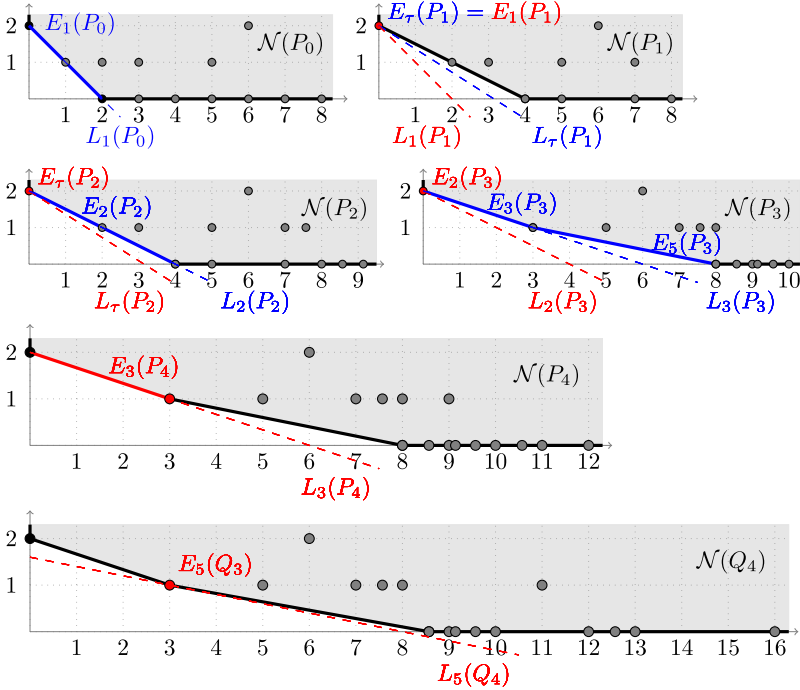 2 E₁(P₀) 𝒩(P₀)
1
1 2 3 4 5 6 7 8
L₁(P₀)
2 E_τ(P₁) = E₁(P₁) 𝒩(P₁)
1
1 2 3 4 5 6 7 8
L₁(P₁) L_τ(P₁)
2 E_τ(P₂) E₂(P₂) 𝒩(P₂)
1
1 2 3 4 5 6 7 8 9
L_τ(P₂) L₂(P₂)
2 E₂(P₃) E₃(P₃) 𝒩(P₃)
1 E₅(P₃)
1 2 3 4 5 6 7 8 9 10
L₂(P₃) L₃(P₃)
2 E₃(P₄) 𝒩(P₄)
1
1 2 3 4 5 6 7 8 9 10 11 12
L₃(P₄)
2 E₅(Q₃) 𝒩(Q₄)
1
1 2 3 4 5 6 7 8 9 10 11 12 13 14 15 16
L₅(Q₄)